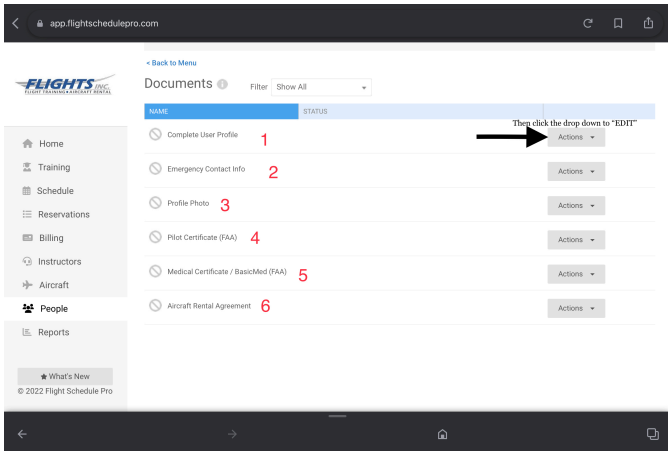 app.flightschedulepro.com
< Back to Menu
FLIGHTS INC.
FLIGHT TRAINING & AIRCRAFT RENTAL
Documents
Filter Show All
NAME STATUS
Then click the drop down to “EDIT”
Complete User Profile 1 Actions
Emergency Contact Info 2 Actions
Profile Photo 3 Actions
Pilot Certificate (FAA) 4 Actions
Medical Certificate / BasicMed (FAA) 5 Actions
Aircraft Rental Agreement 6 Actions
Home
Training
Schedule
Reservations
Billing
Instructors
Aircraft
People
Reports
What's New
© 2022 Flight Schedule Pro